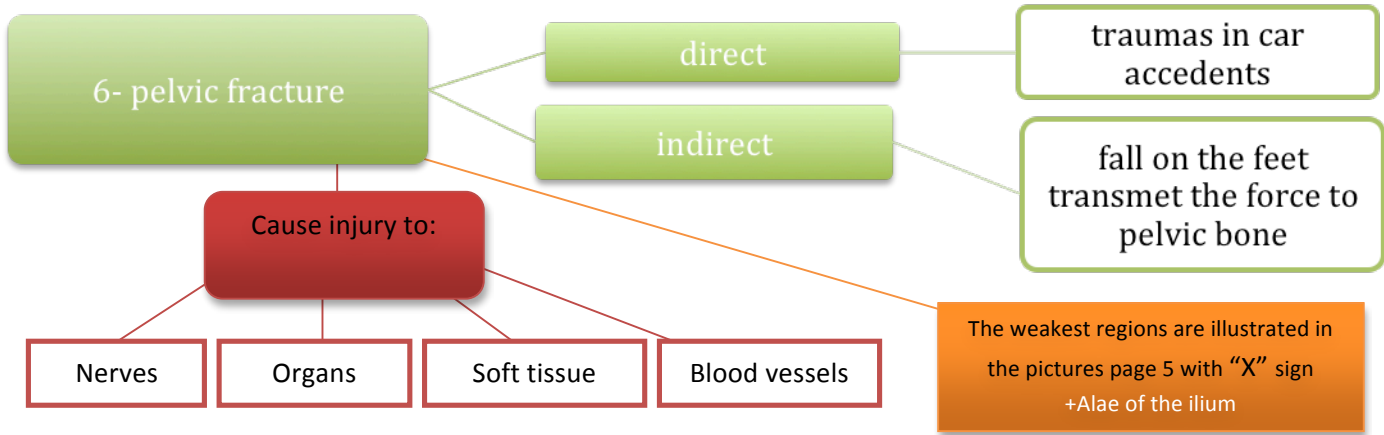 6- pelvic fracture
direct
traumas in car
accedents
indirect
fall on the feet
transmet the force to
pelvic bone
Cause injury to:
Nerves
Organs
Soft tissue
Blood vessels
The weakest regions are illustrated in
the pictures page 5 with “X” sign
+Alae of the ilium